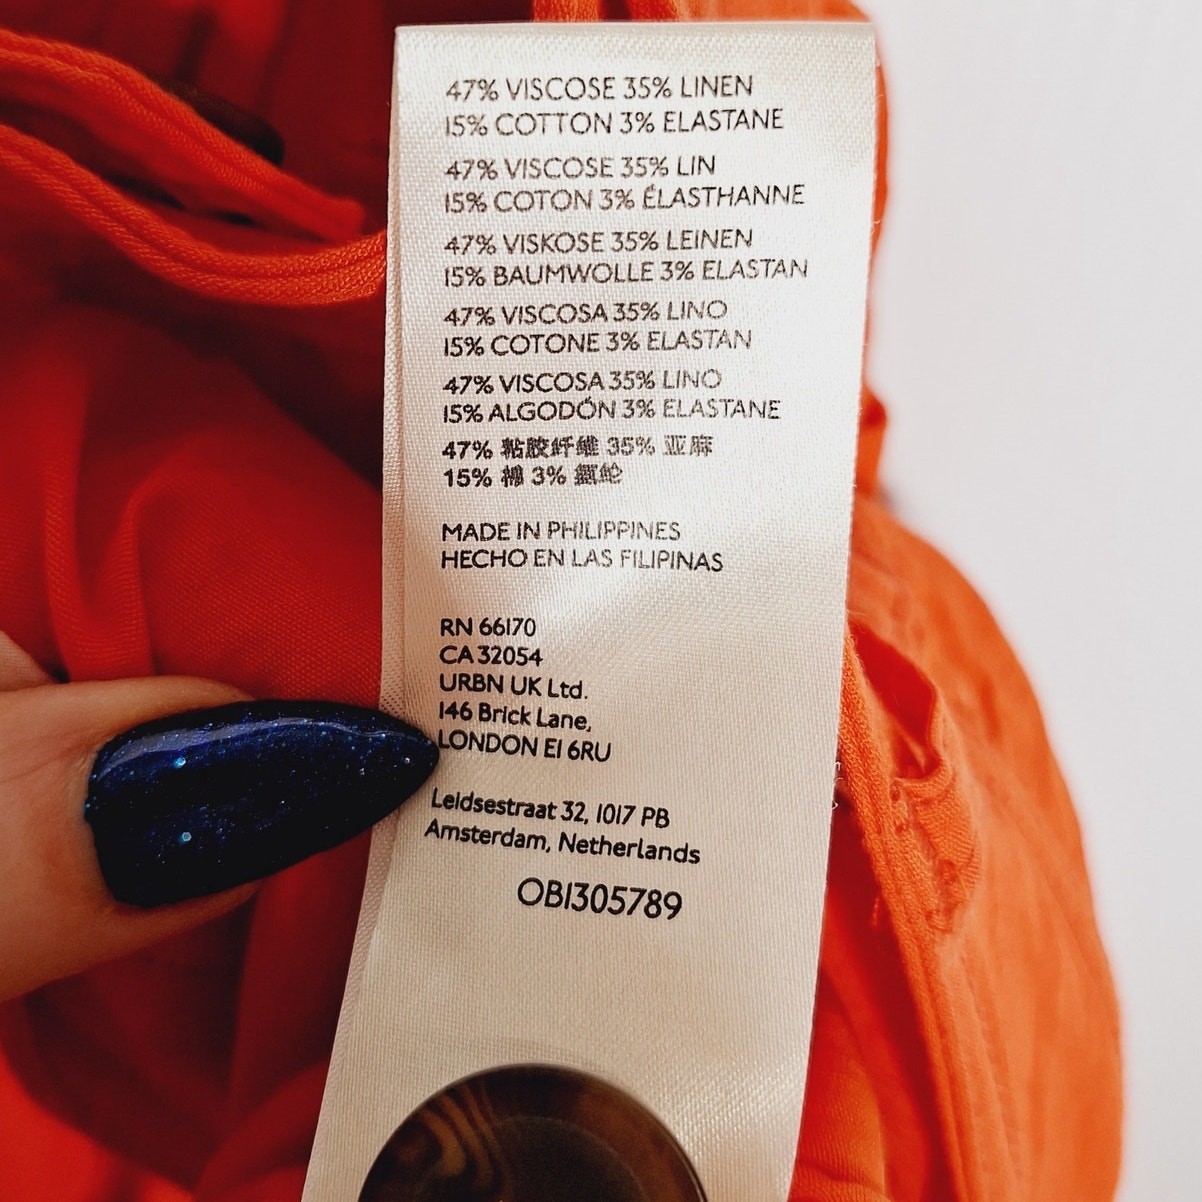 47% VISCOSE 35% LINEN
15% COTTON 3% ELASTANE
47% VISCOSE 35% LIN
15% COTON 3% ÉLASTHANNE
47% VISKOSE 35% LEINEN
15% BAUMWOLLE 3% ELASTAN
47% VISCOSA 35% LINO
15% COTONE 3% ELASTAN
47% VISCOSA 35% LINO
15% ALGODÓN 3% ELASTANE
47% 粘胶纤维 35% 亚麻
15% 棉 3% 氨纶
MADE IN PHILIPPINES
HECHO EN LAS FILIPINAS
RN 66170
CA 32054
URBN UK Ltd.
146 Brick Lane,
LONDON E1 6RU
Leidsestraat 32, 1017 PB
Amsterdam, Netherlands
OB1305789